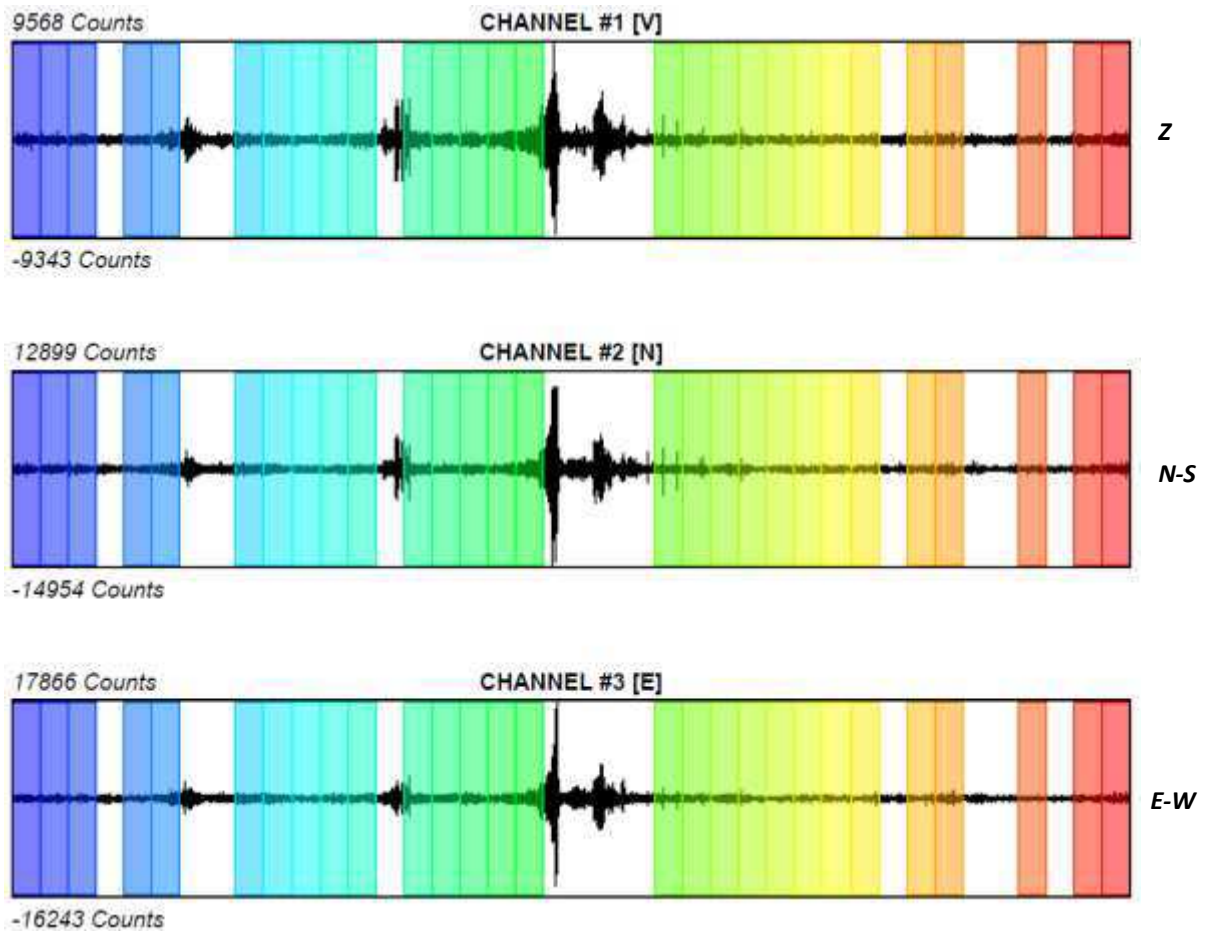 9568 Counts
CHANNEL #1 [V]
Z
-9343 Counts
12899 Counts
CHANNEL #2 [N]
N-S
-14954 Counts
17866 Counts
CHANNEL #3 [E]
E-W
-16243 Counts